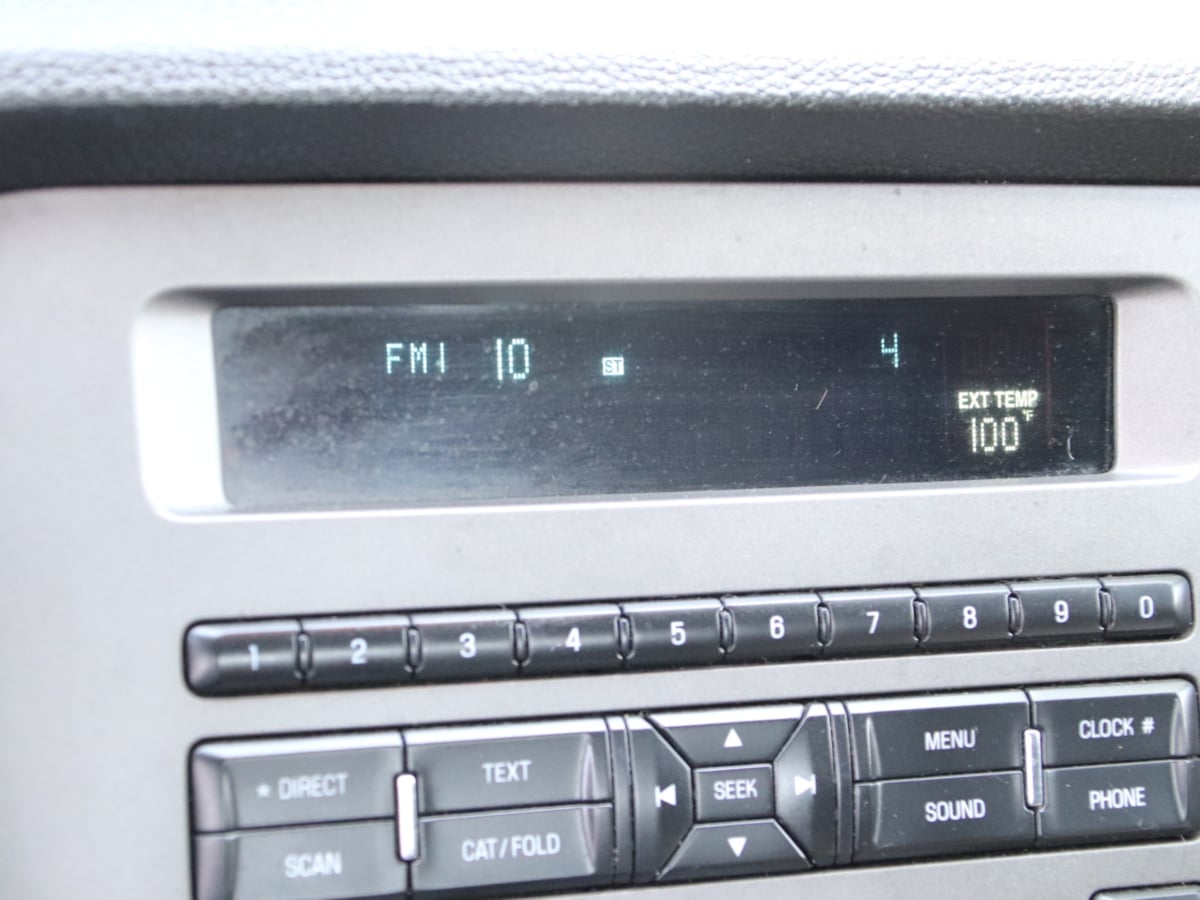 FM1 10 ST 4
EXT TEMP
100°F
1 2 3 4 5 6 7 8 9 0
* DIRECT TEXT SEEK MENU CLOCK #
SCAN CAT/FOLD SOUND PHONE